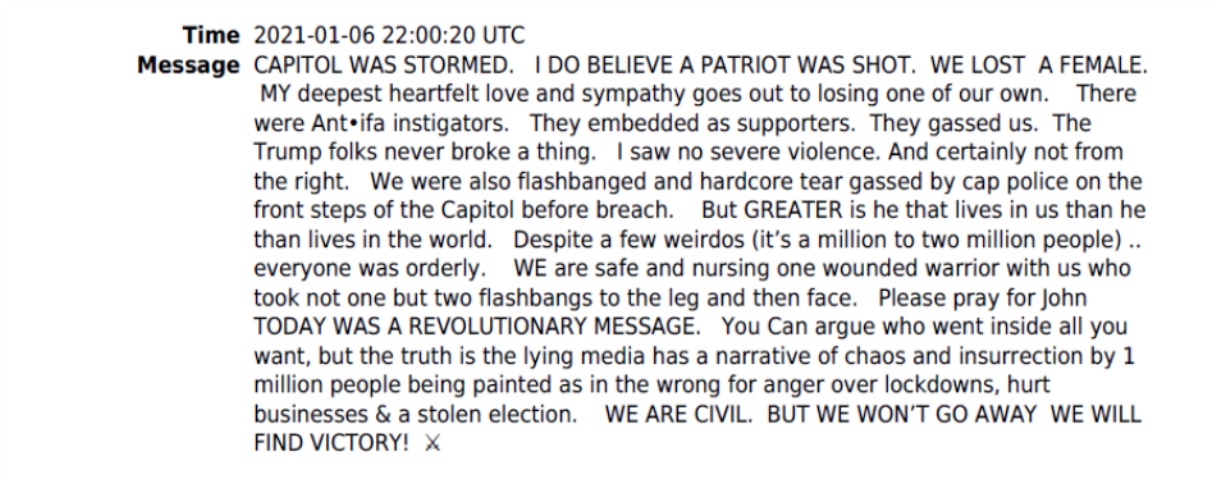 Time 2021-01-06 22:00:20 UTC
Message CAPITOL WAS STORMED. I DO BELIEVE A PATRIOT WAS SHOT. WE LOST A FEMALE.
MY deepest heartfelt love and sympathy goes out to losing one of our own. There
were Ant•ifa instigators. They embedded as supporters. They gassed us. The
Trump folks never broke a thing. I saw no severe violence. And certainly not from
the right. We were also flashbanged and hardcore tear gassed by cap police on the
front steps of the Capitol before breach. But GREATER is he that lives in us than he
than lives in the world. Despite a few weirdos (it’s a million to two million people) ..
everyone was orderly. WE are safe and nursing one wounded warrior with us who
took not one but two flashbangs to the leg and then face. Please pray for John
TODAY WAS A REVOLUTIONARY MESSAGE. You Can argue who went inside all you
want, but the truth is the lying media has a narrative of chaos and insurrection by 1
million people being painted as in the wrong for anger over lockdowns, hurt
businesses & a stolen election. WE ARE CIVIL. BUT WE WON’T GO AWAY WE WILL
FIND VICTORY! ⚔